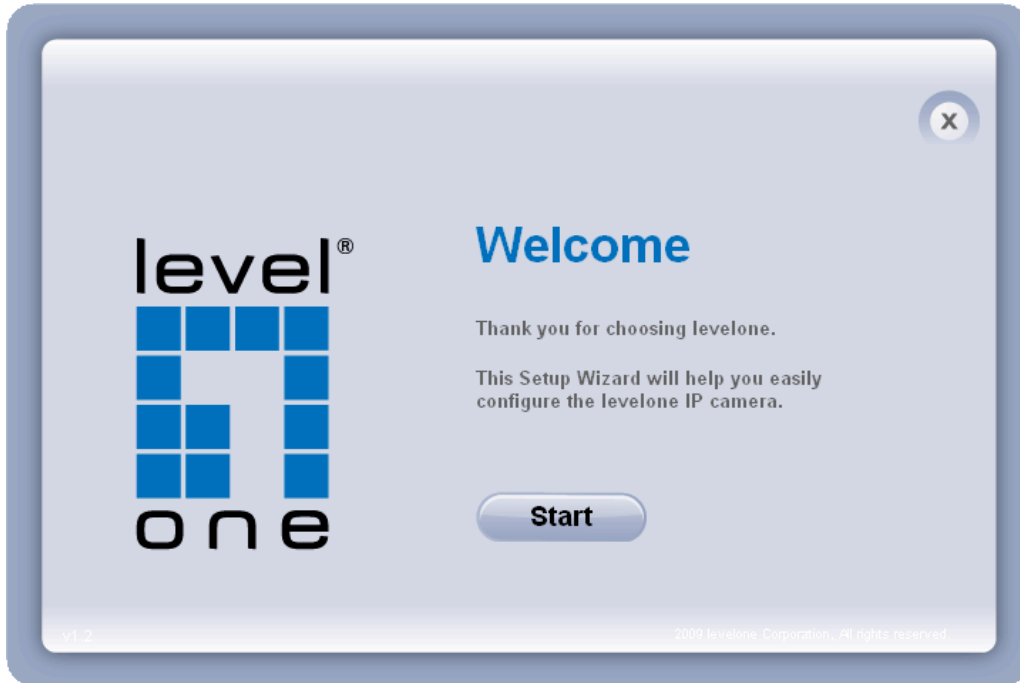 x
level®
one
Welcome
Thank you for choosing levelone.
This Setup Wizard will help you easily
configure the levelone IP camera.
Start
v1.2
2009 levelone Corporation, All rights reserved.